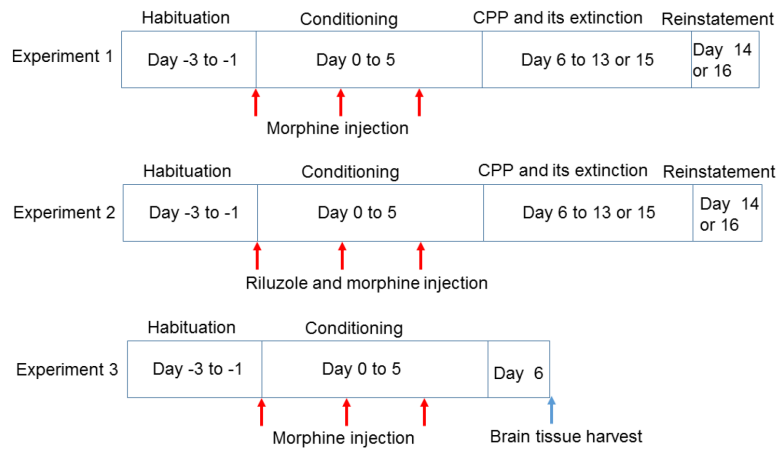 Habituation Conditioning CPP and its extinction Reinstatement
Experiment 1 Day -3 to -1 Day 0 to 5 Day 6 to 13 or 15 Day 14
or 16
Morphine injection
Habituation Conditioning CPP and its extinction Reinstatement
Experiment 2 Day -3 to -1 Day 0 to 5 Day 6 to 13 or 15 Day 14
or 16
Riluzole and morphine injection
Habituation Conditioning
Experiment 3 Day -3 to -1 Day 0 to 5 Day 6
Morphine injection Brain tissue harvest